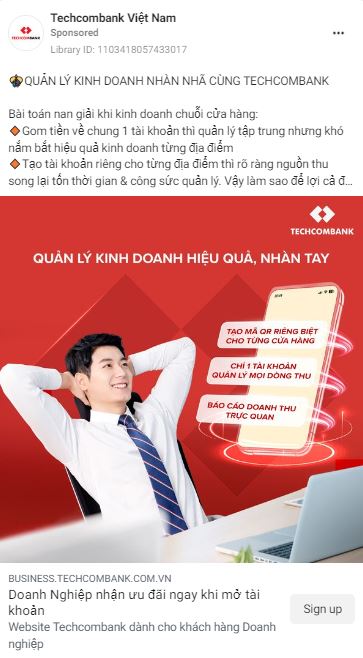 Techcombank Việt Nam
Sponsored
TECHCOMBANK
Library ID: 1103418057433017
QUẢN LÝ KINH DOANH NHÀN NHÃ CÙNG TECHCOMBANK
Bài toán nan giải khi kinh doanh chuỗi cửa hàng:
Gom tiền về chung 1 tài khoản thì quản lý tập trung nhưng khó
nắm bắt hiệu quả kinh doanh từng địa điểm
Tạo tài khoản riêng cho từng địa điểm thì rõ ràng nguồn thu
song lại tốn thời gian & công sức quản lý. Vậy làm sao để lợi cả đ...
TECHCOMBANK
QUẢN LÝ KINH DOANH HIỆU QUẢ, NHÀN TAY
TẠO MÃ QR RIÊNG BIỆT
CHO TỪNG CỬA HÀNG
CHỈ 1 TÀI KHOẢN
QUẢN LÝ MỌI DÒNG THU
BÁO CÁO DOANH THU
TRỰC QUAN
BUSINESS.TECHCOMBANK.COM.VN
Doanh Nghiệp nhận ưu đãi ngay khi mở tài
khoản
Sign up
Website Techcombank dành cho khách hàng Doanh
nghiệp